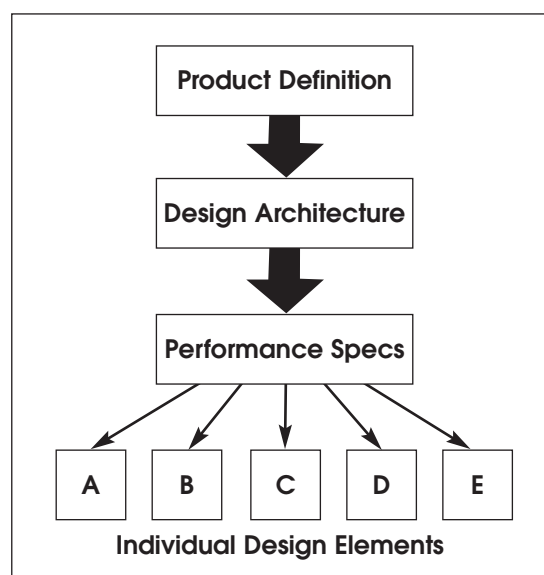 Product Definition
Design Architecture
Performance Specs
A B C D E
Individual Design Elements